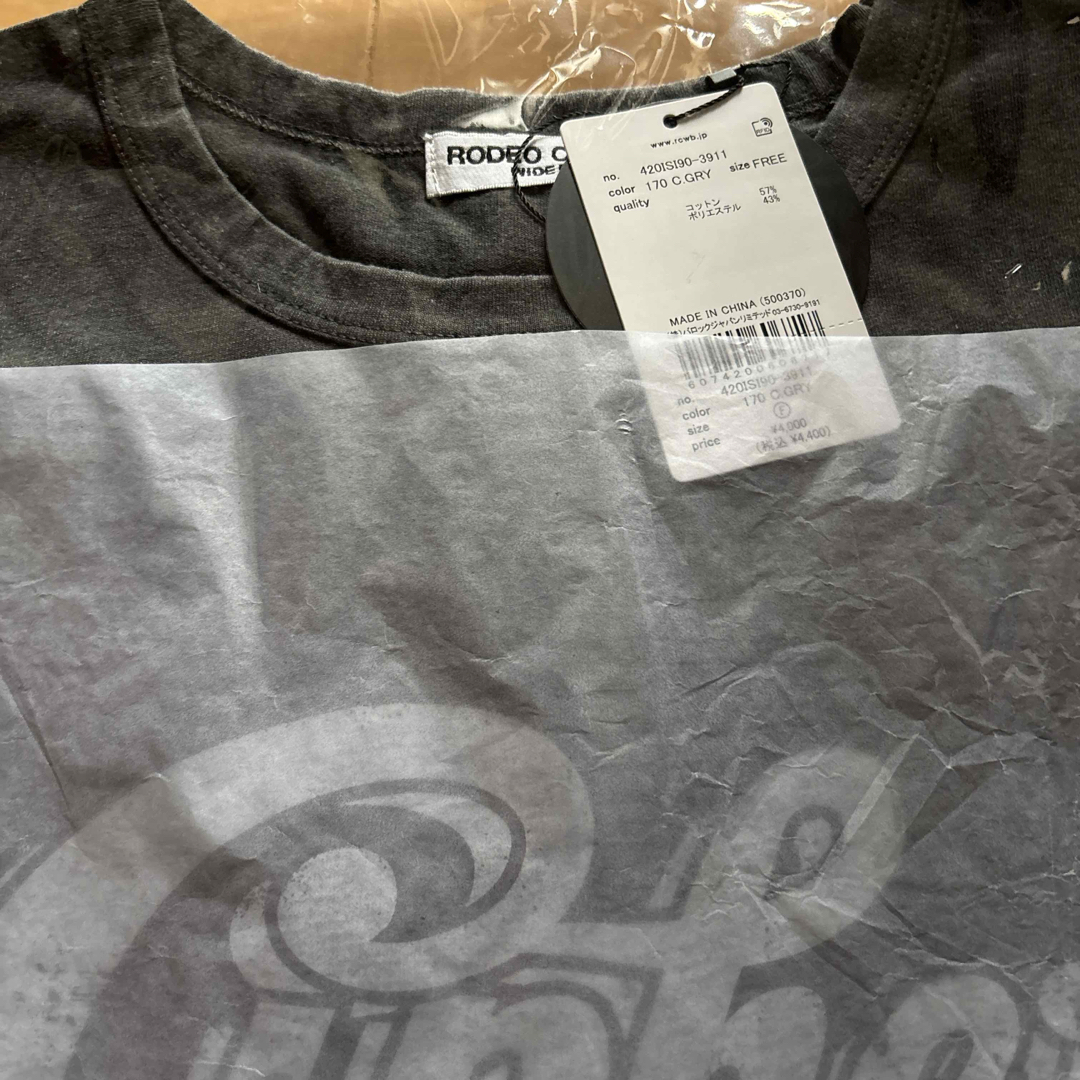 RODEO C
WIDE
www.rcwb.jp
RFID
no. 420ISI90-3911
color 170 C.GRY size FREE
quality コットン 57%
ポリエステル 43%
MADE IN CHINA (500370)
(株)バロックジャパンリミテッド 03-6730-9191
no. 420ISI90-3911
color 170 C.GRY
size F
price ¥4,000
(税込 ¥4,400)